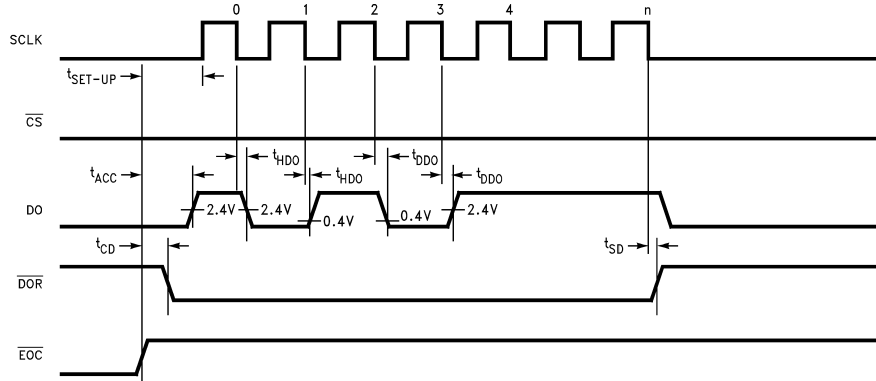 0 1 2 3 4 n
SCLK
tSET-UP
CS
tACC tHDO tHDO tDDO tDDO
DO
2.4V 2.4V 0.4V 0.4V 2.4V
tCD tSD
DOR
EOC